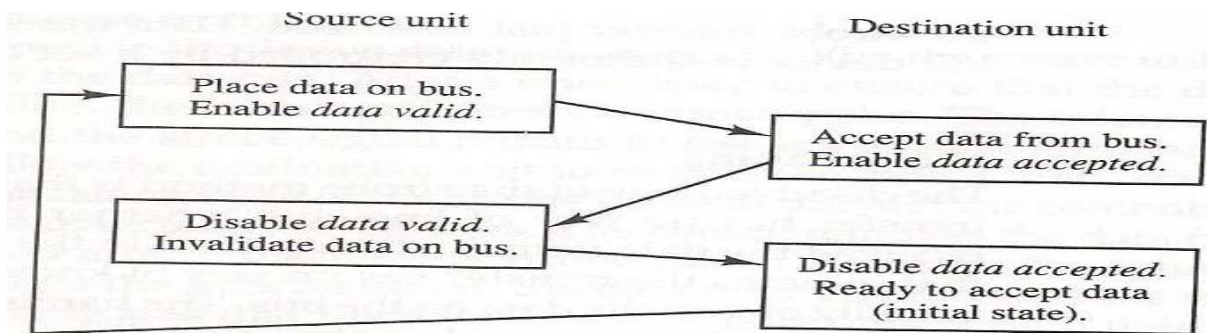 Source unit
Destination unit
Place data on bus.
Enable data valid.
Accept data from bus.
Enable data accepted.
Disable data valid.
Invalidate data on bus.
Disable data accepted.
Ready to accept data
(initial state).